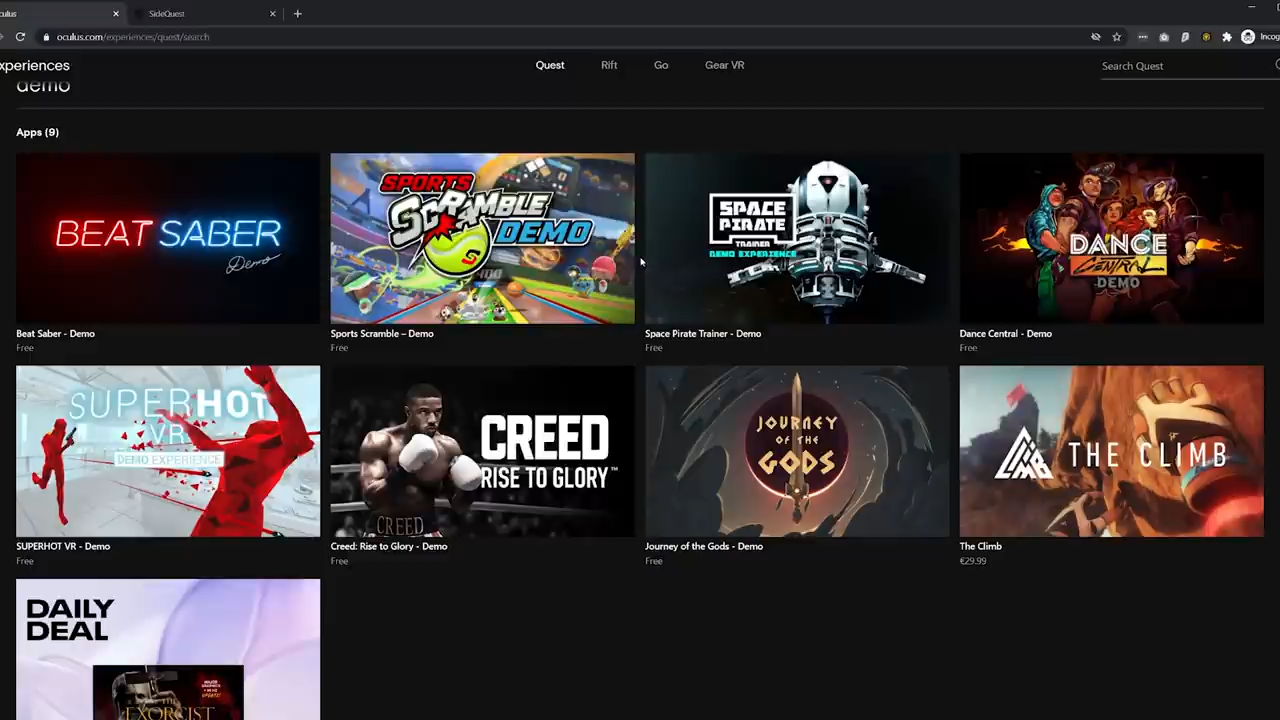 culus
SideQuest
oculus.com/experiences/quest/search
Incog
xperiences
Quest
Rift
Go
Gear VR
Search Quest
demo
Apps (9)
BEAT SABER
Demo
SPORTS
SCRAMBLE
DEMO
SPACE
PIRATE
TRAINER
DEMO EXPERIENCE
DANCE
CENTRAL
DEMO
Beat Saber - Demo
Free
Sports Scramble – Demo
Free
Space Pirate Trainer - Demo
Free
Dance Central - Demo
Free
SUPERHOT
VR
DEMO EXPERIENCE
CREED
RISE TO GLORY™
CREED
JOURNEY
OF THE
GODS
CLIMB
THE CLIMB
SUPERHOT VR - Demo
Free
Creed: Rise to Glory - Demo
Free
Journey of the Gods - Demo
Free
The Climb
€29.99
DAILY
DEAL
THE
EXORCIST